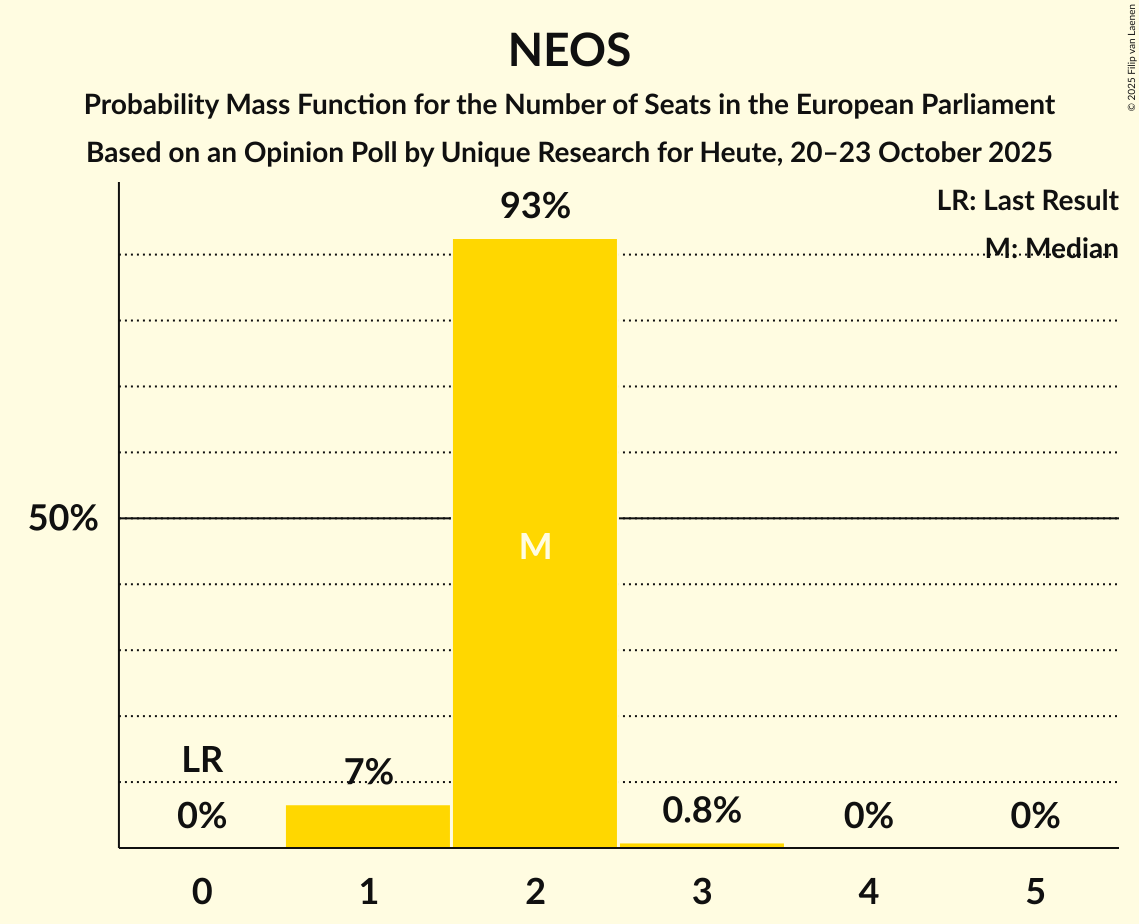 NEOS
Probability Mass Function for the Number of Seats in the European Parliament
Based on an Opinion Poll by Unique Research for Heute, 20–23 October 2025
© 2025 Filip van Laenen
LR: Last Result
M: Median
93%
50%
M
LR
0%
7%
0.8%
0%
0%
0
1
2
3
4
5